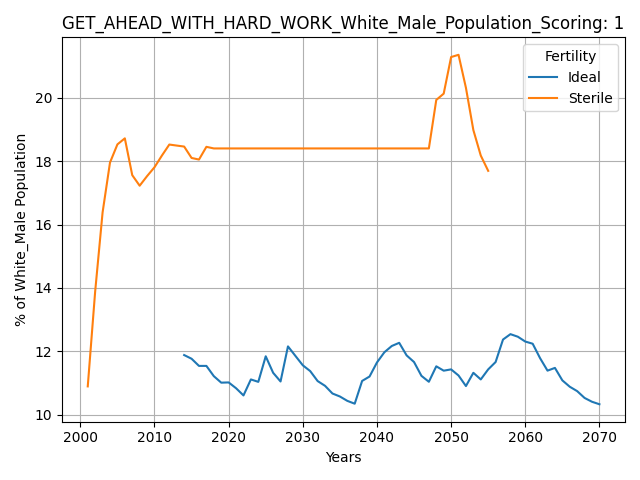 GET_AHEAD_WITH_HARD_WORK_White_Male_Population_Scoring: 1
Fertility
Ideal
Sterile
% of White_Male Population
20
18
16
14
12
10
2000 2010 2020 2030 2040 2050 2060 2070
Years